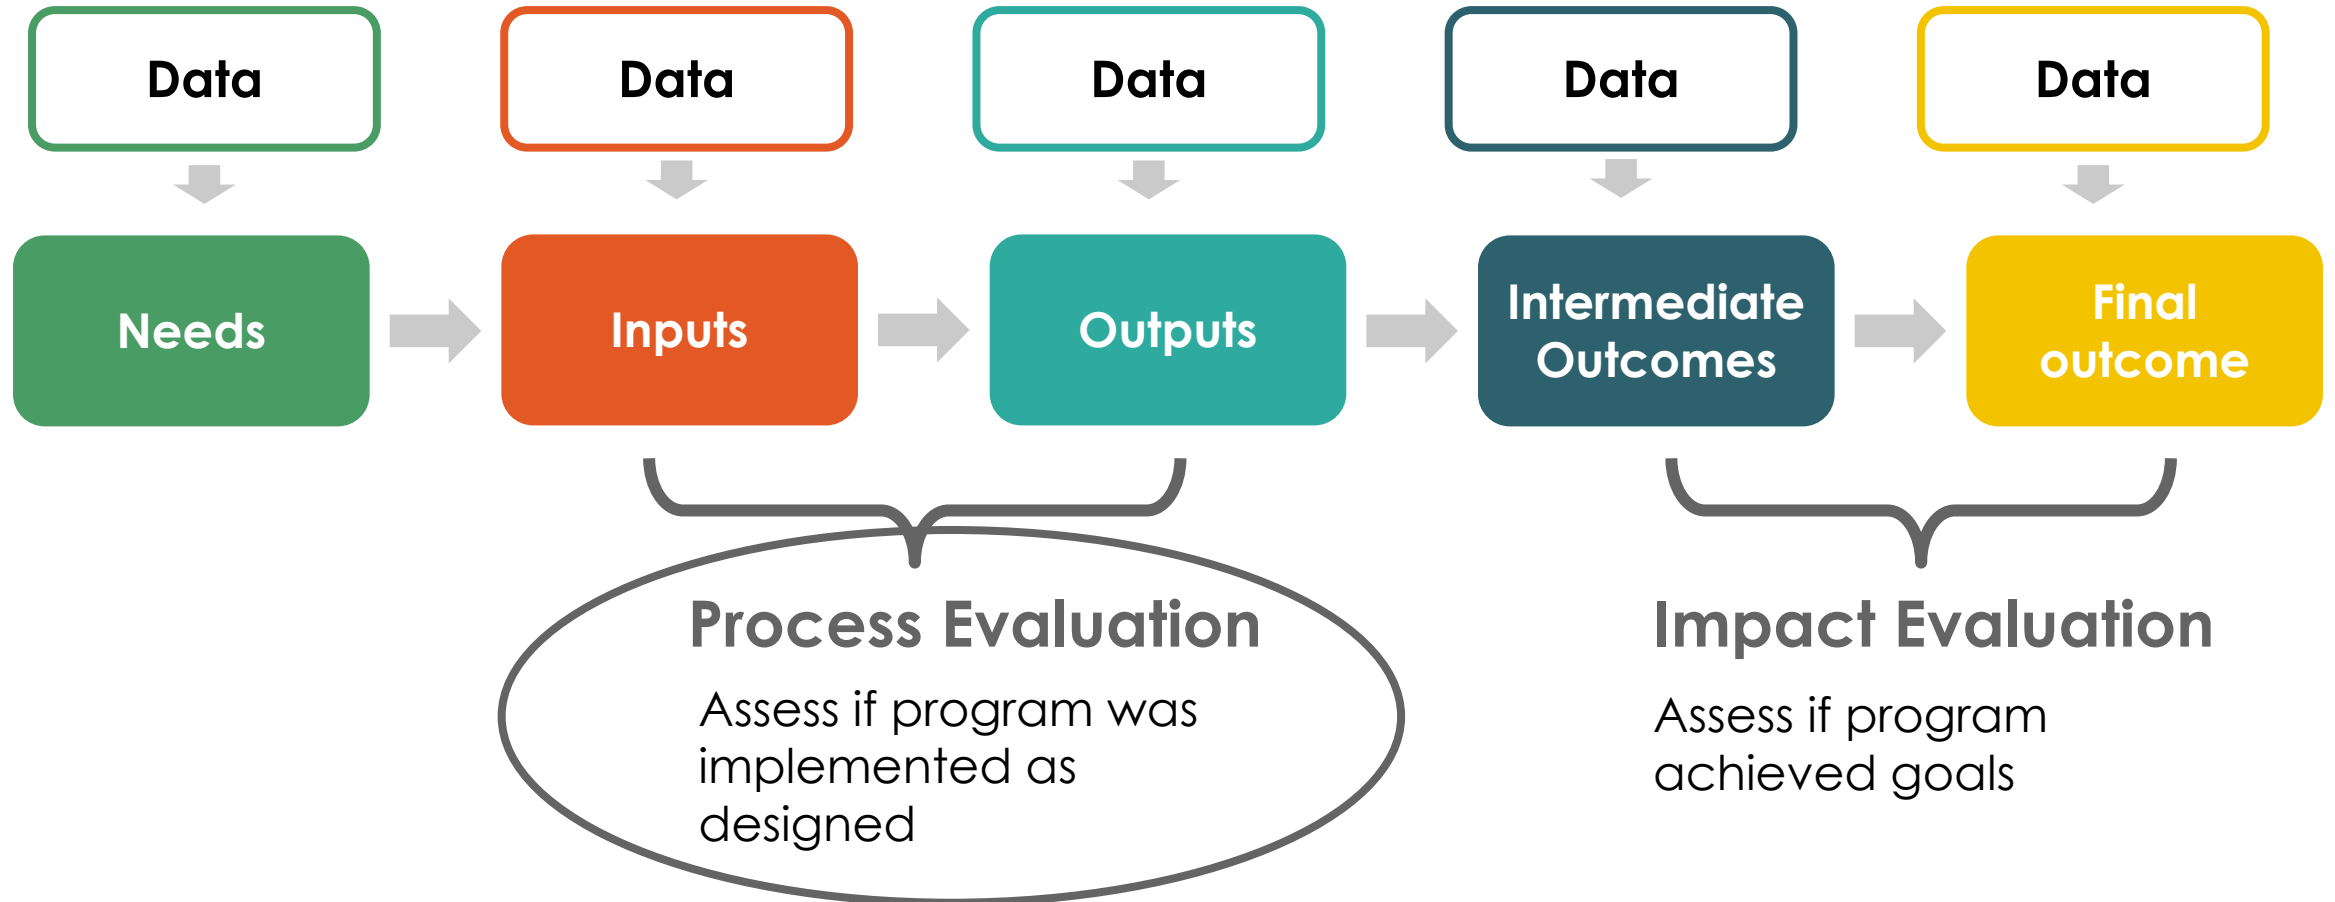 Data
Data
Data
Data
Data
Needs
Inputs
Outputs
Intermediate
Outcomes
Final
outcome
Process Evaluation
Assess if program was
implemented as
designed
Impact Evaluation
Assess if program
achieved goals